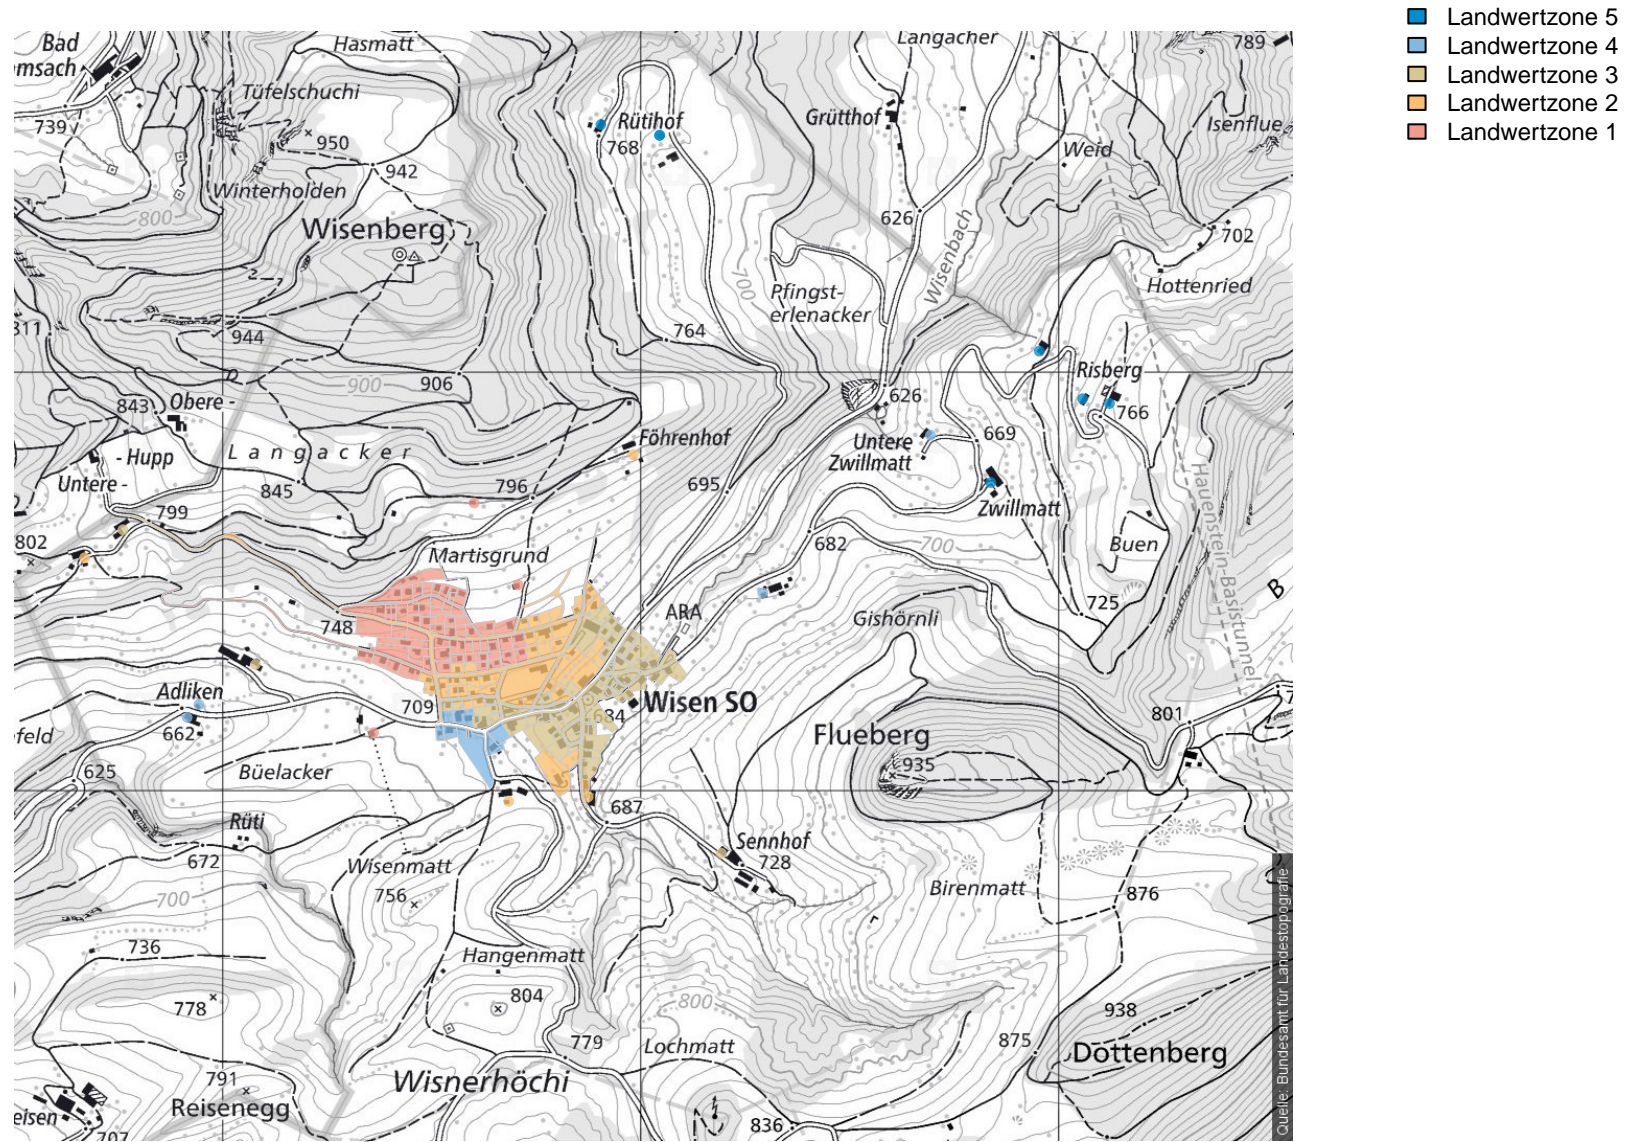 Landwertzone 5
Landwertzone 4
Landwertzone 3
Landwertzone 2
Landwertzone 1
Bad
msach
Hasmatt
Langacher
789
Tüfelschuchi
739
950
Rütihof
768
Grütthof
Isenflue
Weid
942
Winterholden
800
Wisenberg
626
Wisenbach
702
Hottenried
700
Pfingst-
erlenacker
311
944
764
900
906
Risberg
843
Obere -
626
766
- Hupp
Langacker
Föhrenhof
Untere
Zwillmatt
669
Untere -
845
796
695
Zwillmatt
799
802
Martisgrund
682
700
Buen
Hauenstein-Basistunnel
B
748
ARA
Gishörnli
725
Adliken
709
Wisen SO
684
662
feld
801
7
Flueberg
935
625
Büelacker
687
Rüti
Sennhof
728
672
Wisenmatt
756
Birenmatt
876
700
736
Hangenmatt
804
800
778
938
779
Lochmatt
875
Dottenberg
791
Wisnerhöchi
Reisenegg
eisen
707
836
Quelle: Bundesamt für Landestopografie